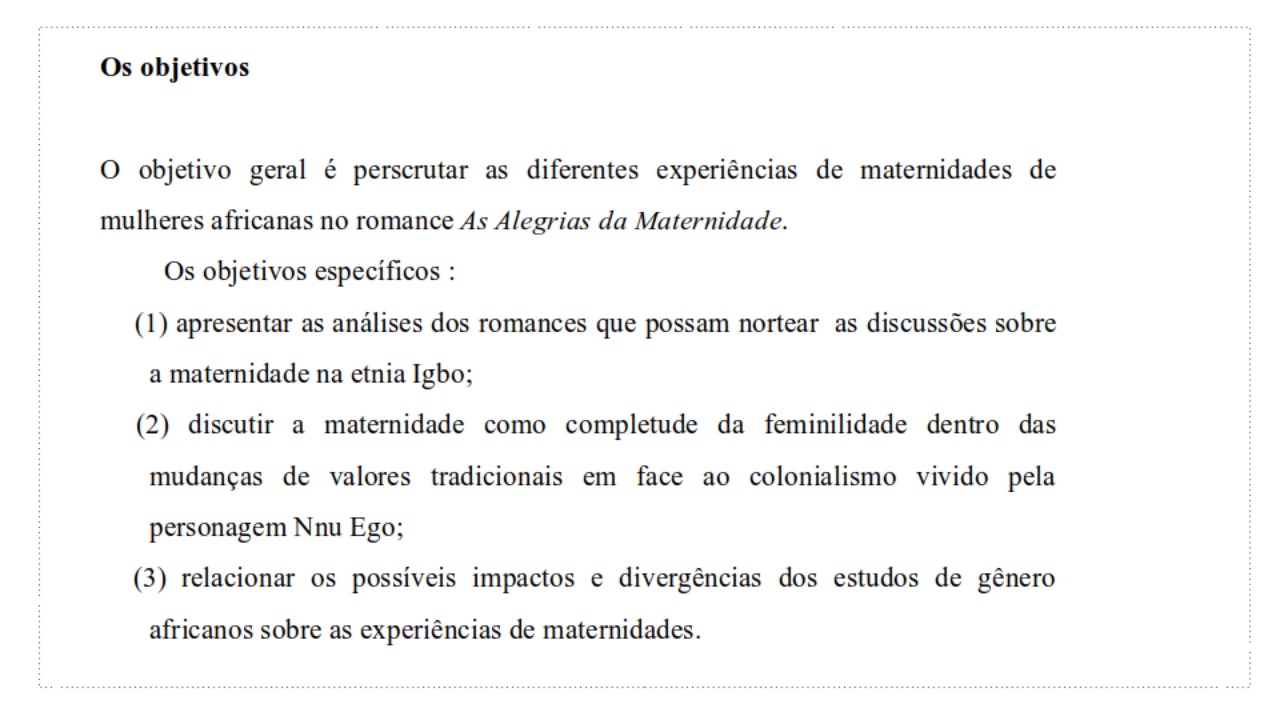 Os objetivos
O objetivo geral é perscrutar as diferentes experiências de maternidades de
mulheres africanas no romance As Alegrias da Maternidade.
Os objetivos específicos :
(1) apresentar as análises dos romances que possam nortear as discussões sobre
a maternidade na etnia Igbo;
(2) discutir a maternidade como completude da feminilidade dentro das
mudanças de valores tradicionais em face ao colonialismo vivido pela
personagem Nnu Ego;
(3) relacionar os possíveis impactos e divergências dos estudos de gênero
africanos sobre as experiências de maternidades.